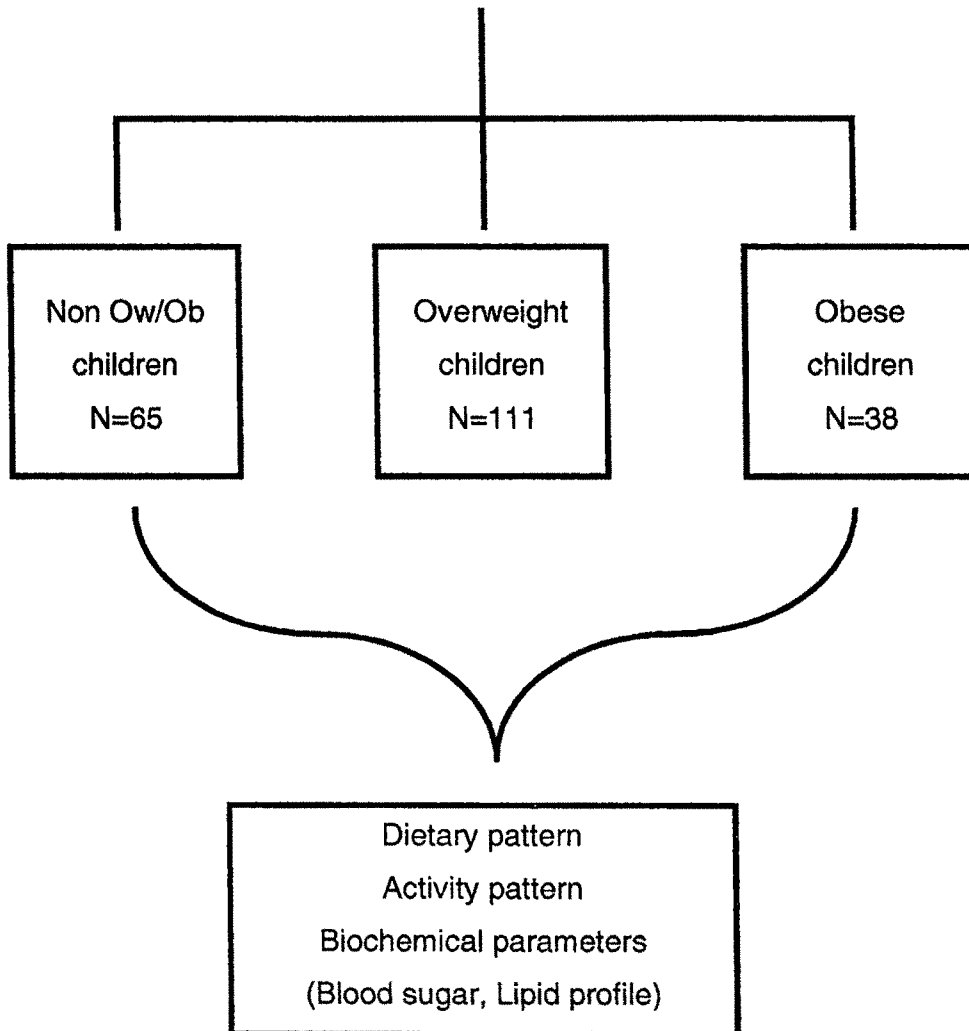 Non Ow/Ob
children
N=65
Overweight
children
N=111
Obese
children
N=38
Dietary pattern
Activity pattern
Biochemical parameters
(Blood sugar, Lipid profile)